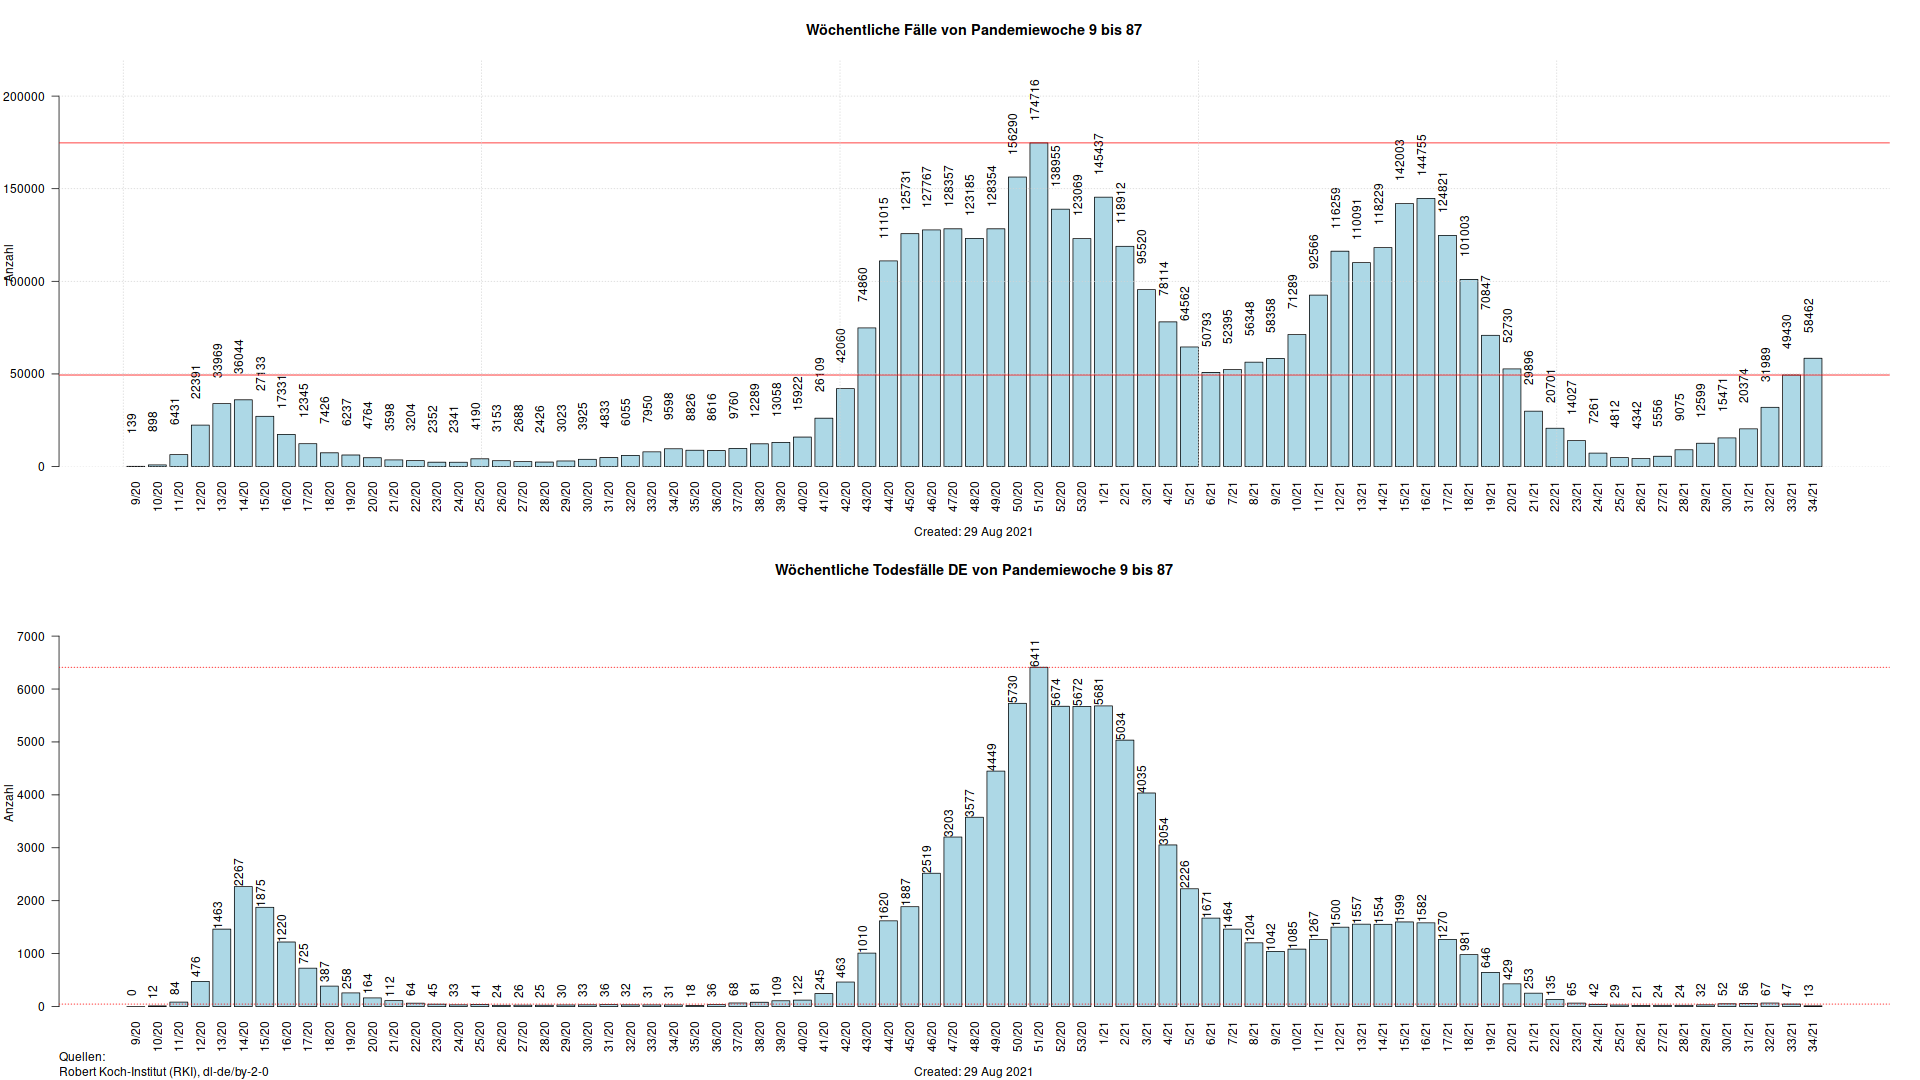 Wöchentliche Fälle von Pandemiewoche 9 bis 87
Anzahl
200000
150000
100000
50000
0
139 898 6431 22391 33969 36044 27133 17331 12345 7426 6237 4764 3598 3204 2352 2341 4190 3153 2688 2426 3023 3925 4833 6055 7950 9598 8826 8616 9760 12289 13058 15922 26109 42060 74860 111015 125731 127767 128357 123185 128354 156290 174716 138955 123069 145437 118912 95520 78114 64562 50793 52395 56348 58358 71289 92566 116259 110091 118229 142003 144755 124821 101003 70847 52730 29896 20701 14027 7261 4812 4342 5556 9075 12599 15471 20374 31989 49430 58462
9/20 10/20 11/20 12/20 13/20 14/20 15/20 16/20 17/20 18/20 19/20 20/20 21/20 22/20 23/20 24/20 25/20 26/20 27/20 28/20 29/20 30/20 31/20 32/20 33/20 34/20 35/20 36/20 37/20 38/20 39/20 40/20 41/20 42/20 43/20 44/20 45/20 46/20 47/20 48/20 49/20 50/20 51/20 52/20 53/20 1/21 2/21 3/21 4/21 5/21 6/21 7/21 8/21 9/21 10/21 11/21 12/21 13/21 14/21 15/21 16/21 17/21 18/21 19/21 20/21 21/21 22/21 23/21 24/21 25/21 26/21 27/21 28/21 29/21 30/21 31/21 32/21 33/21 34/21
Created: 29 Aug 2021
Wöchentliche Todesfälle DE von Pandemiewoche 9 bis 87
Anzahl
7000
6000
5000
4000
3000
2000
1000
0
0 12 84 476 1463 2267 1875 1220 725 387 258 164 112 64 45 33 41 24 26 25 30 33 36 32 31 31 18 36 68 81 109 122 245 463 1010 1620 1887 2519 3203 3577 4449 5730 6411 5674 5672 5681 5034 4035 3054 2226 1671 1464 1204 1042 1085 1267 1500 1557 1554 1599 1582 1270 981 646 429 253 135 65 42 29 21 24 24 32 52 56 67 47 13
9/20 10/20 11/20 12/20 13/20 14/20 15/20 16/20 17/20 18/20 19/20 20/20 21/20 22/20 23/20 24/20 25/20 26/20 27/20 28/20 29/20 30/20 31/20 32/20 33/20 34/20 35/20 36/20 37/20 38/20 39/20 40/20 41/20 42/20 43/20 44/20 45/20 46/20 47/20 48/20 49/20 50/20 51/20 52/20 53/20 1/21 2/21 3/21 4/21 5/21 6/21 7/21 8/21 9/21 10/21 11/21 12/21 13/21 14/21 15/21 16/21 17/21 18/21 19/21 20/21 21/21 22/21 23/21 24/21 25/21 26/21 27/21 28/21 29/21 30/21 31/21 32/21 33/21 34/21
Quellen:
Robert Koch-Institut (RKI), dl-de/by-2-0
Created: 29 Aug 2021